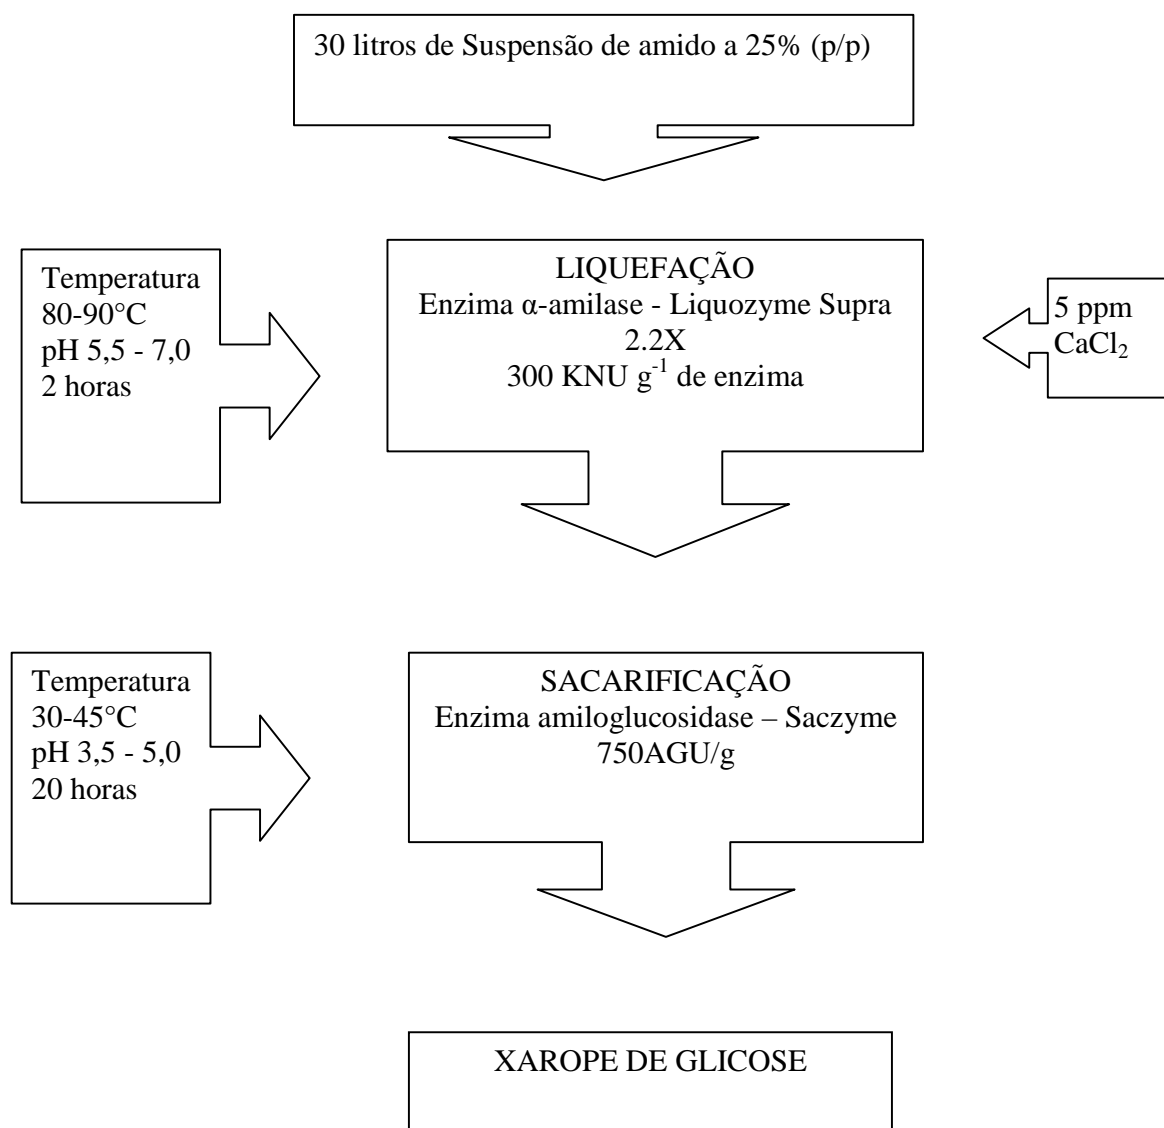 30 litros de Suspensão de amido a 25% (p/p)
Temperatura
80-90°C
pH 5,5 - 7,0
2 horas
LIQUEFAÇÃO
Enzima α-amilase - Liquozyme Supra
2.2X
300 KNU g⁻¹ de enzima
5 ppm
CaCl₂
Temperatura
30-45°C
pH 3,5 - 5,0
20 horas
SACARIFICAÇÃO
Enzima amiloglucosidase – Saczyme
750AGU/g
XAROPE DE GLICOSE